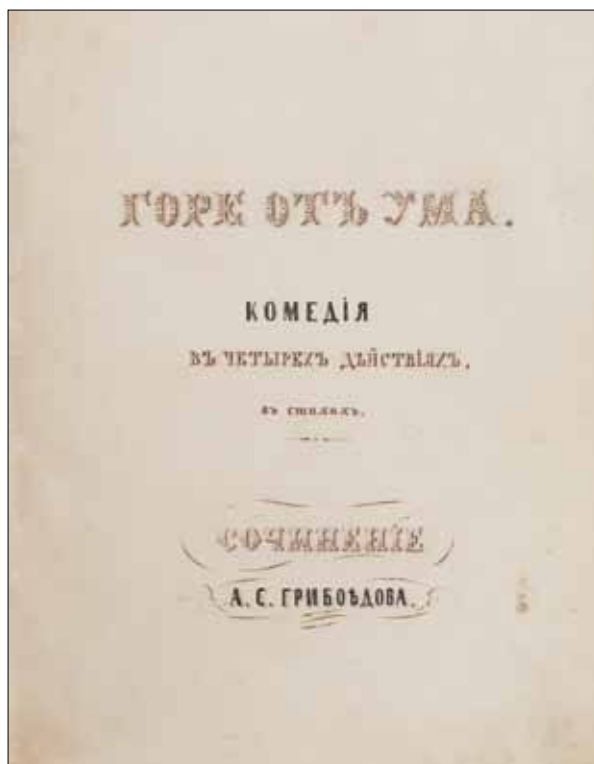 ГОРЕ ОТЪ УМА.
КОМЕДІЯ
ВЪ ЧЕТЫРЕХЪ ДѢЙСТВІЯХЪ,
въ стихахъ.
СОЧИНЕНІЕ
А. С. ГРИБОѢДОВА.